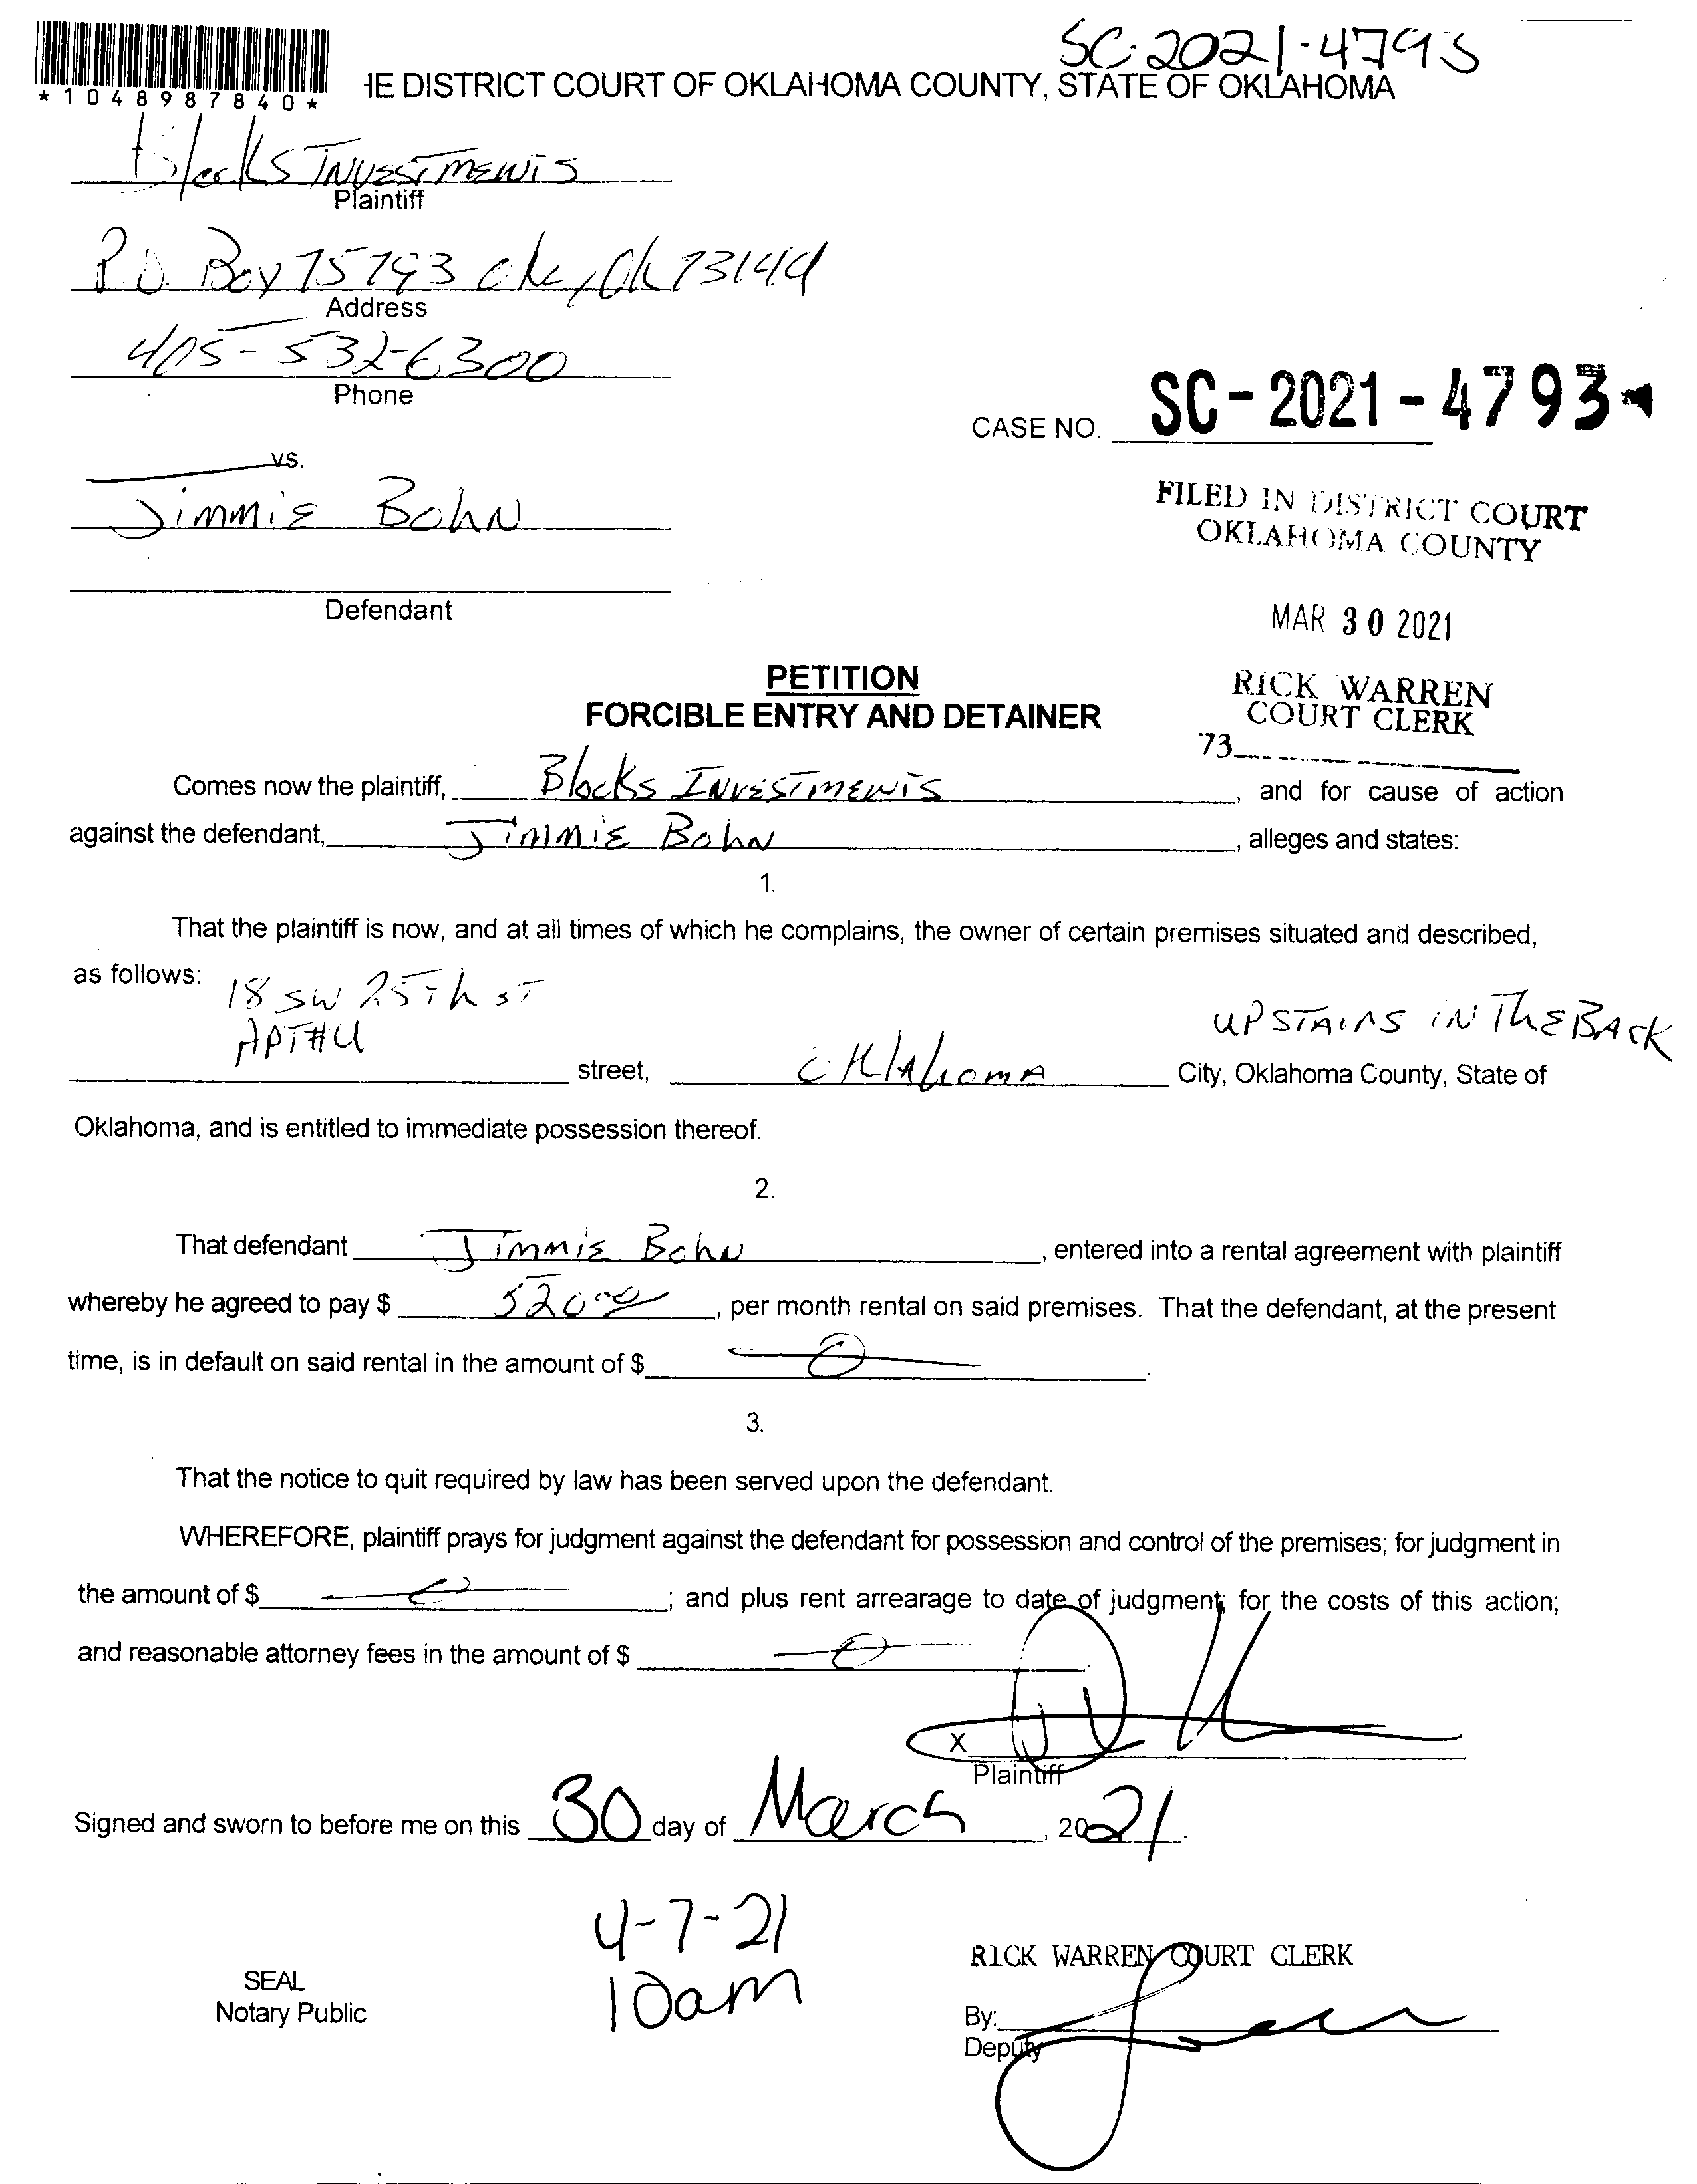 SC-2021-4793
*1048987840*
IE DISTRICT COURT OF OKLAHOMA COUNTY, STATE OF OKLAHOMA
Blocks INVESTMENTS
Plaintiff
P.O. Box 75793 Okc, Ok 73144
Address
405-532-6300
Phone
CASE NO. SC-2021-4793
vs.
Jimmie Bohn
FILED IN DISTRICT COURT
OKLAHOMA COUNTY
Defendant
MAR 30 2021
PETITION
FORCIBLE ENTRY AND DETAINER
RICK WARREN
COURT CLERK
73
Comes now the plaintiff, Blocks INVESTMENTS, and for cause of action
against the defendant, Jimmie Bohn, alleges and states:
1.
That the plaintiff is now, and at all times of which he complains, the owner of certain premises situated and described,
as follows: 18 SW 25Th ST
APT#U
UPSTAIRS IN ThE BACK
street, OKlAhomA City, Oklahoma County, State of
Oklahoma, and is entitled to immediate possession thereof.
2.
That defendant Jimmie Bohn, entered into a rental agreement with plaintiff
whereby he agreed to pay $ 520 00, per month rental on said premises. That the defendant, at the present
time, is in default on said rental in the amount of $ 0.
3.
That the notice to quit required by law has been served upon the defendant.
WHEREFORE, plaintiff prays for judgment against the defendant for possession and control of the premises; for judgment in
the amount of $ 0; and plus rent arrearage to date of judgment; for the costs of this action;
and reasonable attorney fees in the amount of $ 0.
X
Plaintiff
Signed and sworn to before me on this 30 day of March, 2021.
4-7-21
10am
SEAL
Notary Public
RICK WARREN COURT CLERK
By:
Deputy